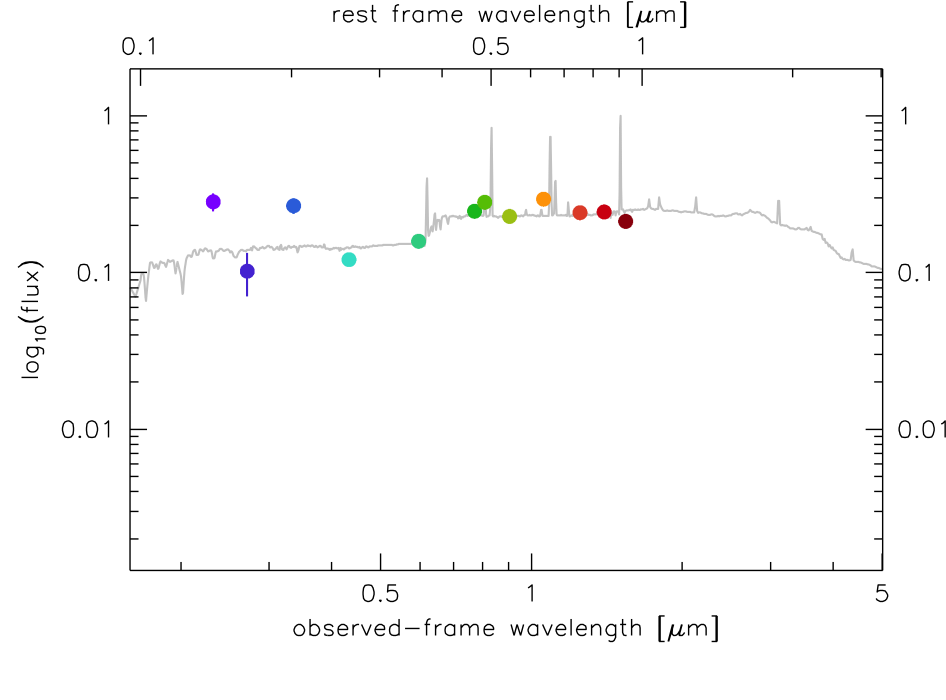 rest frame wavelength [μm]
0.1 0.5 1
1 1
0.1 0.1
0.01 0.01
log10(flux)
0.5 1 5
observed-frame wavelength [μm]